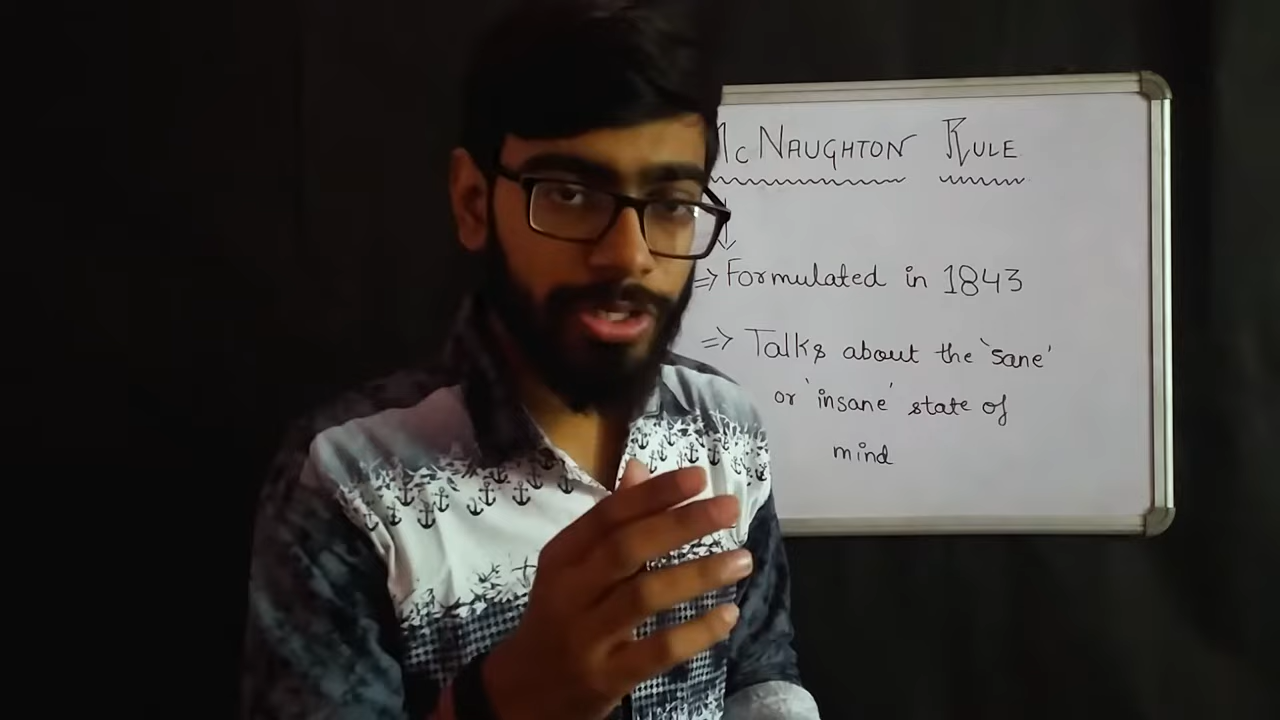 McNAUGHTON RULE
⇒ Formulated in 1843
⇒ Talks about the 'sane'
or 'insane' state of
mind